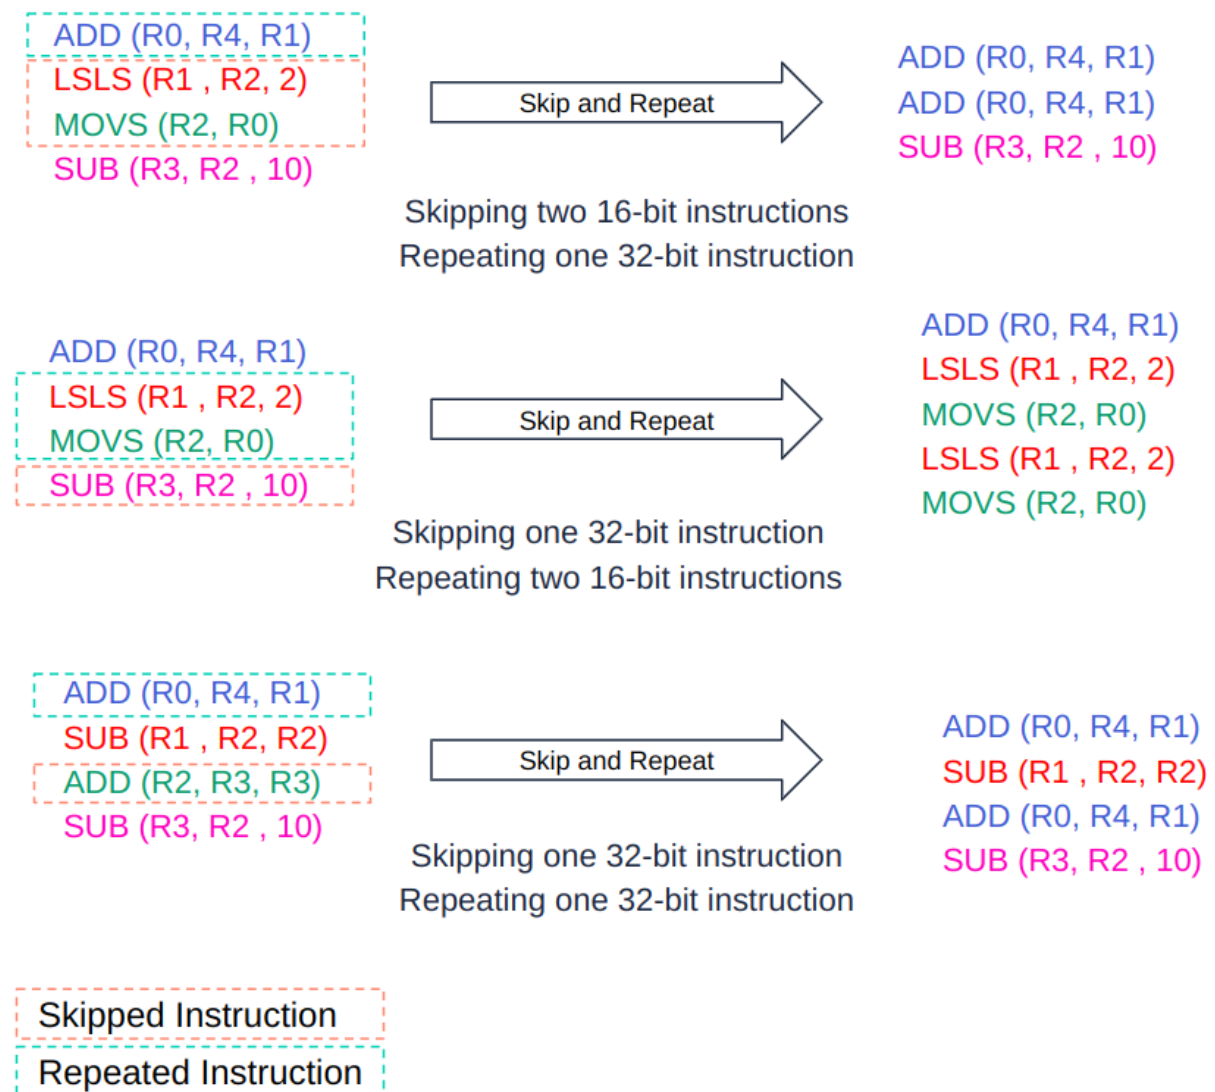 ADD (R0, R4, R1)
LSLS (R1 , R2, 2)
MOVS (R2, R0)
SUB (R3, R2 , 10)
Skip and Repeat
Skipping two 16-bit instructions
Repeating one 32-bit instruction
ADD (R0, R4, R1)
ADD (R0, R4, R1)
SUB (R3, R2 , 10)
ADD (R0, R4, R1)
LSLS (R1 , R2, 2)
MOVS (R2, R0)
SUB (R3, R2 , 10)
Skip and Repeat
Skipping one 32-bit instruction
Repeating two 16-bit instructions
ADD (R0, R4, R1)
LSLS (R1 , R2, 2)
MOVS (R2, R0)
LSLS (R1 , R2, 2)
MOVS (R2, R0)
ADD (R0, R4, R1)
SUB (R1 , R2, R2)
ADD (R2, R3, R3)
SUB (R3, R2 , 10)
Skip and Repeat
Skipping one 32-bit instruction
Repeating one 32-bit instruction
ADD (R0, R4, R1)
SUB (R1 , R2, R2)
ADD (R0, R4, R1)
SUB (R3, R2 , 10)
Skipped Instruction
Repeated Instruction